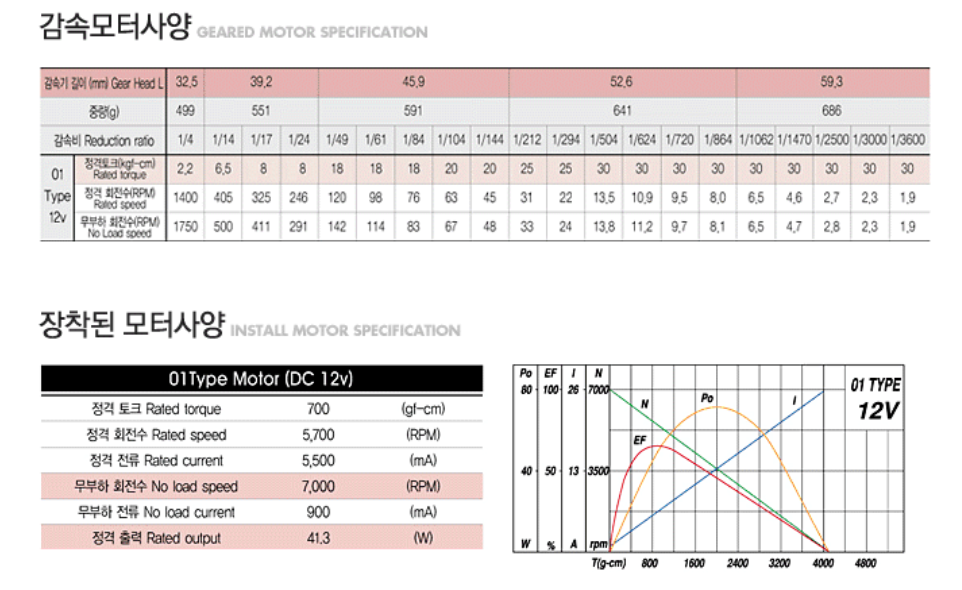 감속모터사양 GEARED MOTOR SPECIFICATION
감속기 길이 (mm) Gear Head L 32,5 39,2 45,9 52,6 59,3
중량(g) 499 551 591 641 686
감속비 Reduction ratio 1/4 1/14 1/17 1/24 1/49 1/61 1/84 1/104 1/144 1/212 1/294 1/504 1/624 1/720 1/864 1/1062 1/1470 1/2500 1/3000 1/3600
01 Type 12v
정격토크(kgf-cm) Rated torque 2,2 6,5 8 8 18 18 18 20 20 25 25 30 30 30 30 30 30 30 30 30
정격 회전수(RPM) Rated speed 1400 405 325 246 120 98 76 63 45 31 22 13,5 10,9 9,5 8,0 6,5 4,6 2,7 2,3 1,9
무부하 회전수(RPM) No Load speed 1750 500 411 291 142 114 83 67 48 33 24 13,8 11,2 9,7 8,1 6,5 4,7 2,8 2,3 1,9
장착된 모터사양 INSTALL MOTOR SPECIFICATION
01Type Motor (DC 12v)
정격 토크 Rated torque 700 (gf-cm)
정격 회전수 Rated speed 5,700 (RPM)
정격 전류 Rated current 5,500 (mA)
무부하 회전수 No load speed 7,000 (RPM)
무부하 전류 No load current 900 (mA)
정격 출력 Rated output 41,3 (W)
Po EF I N
80 100 26 7000
01 TYPE
12V
N Po I
EF
40 50 13 3500
W % A rpm
T(g-cm) 800 1600 2400 3200 4000 4800